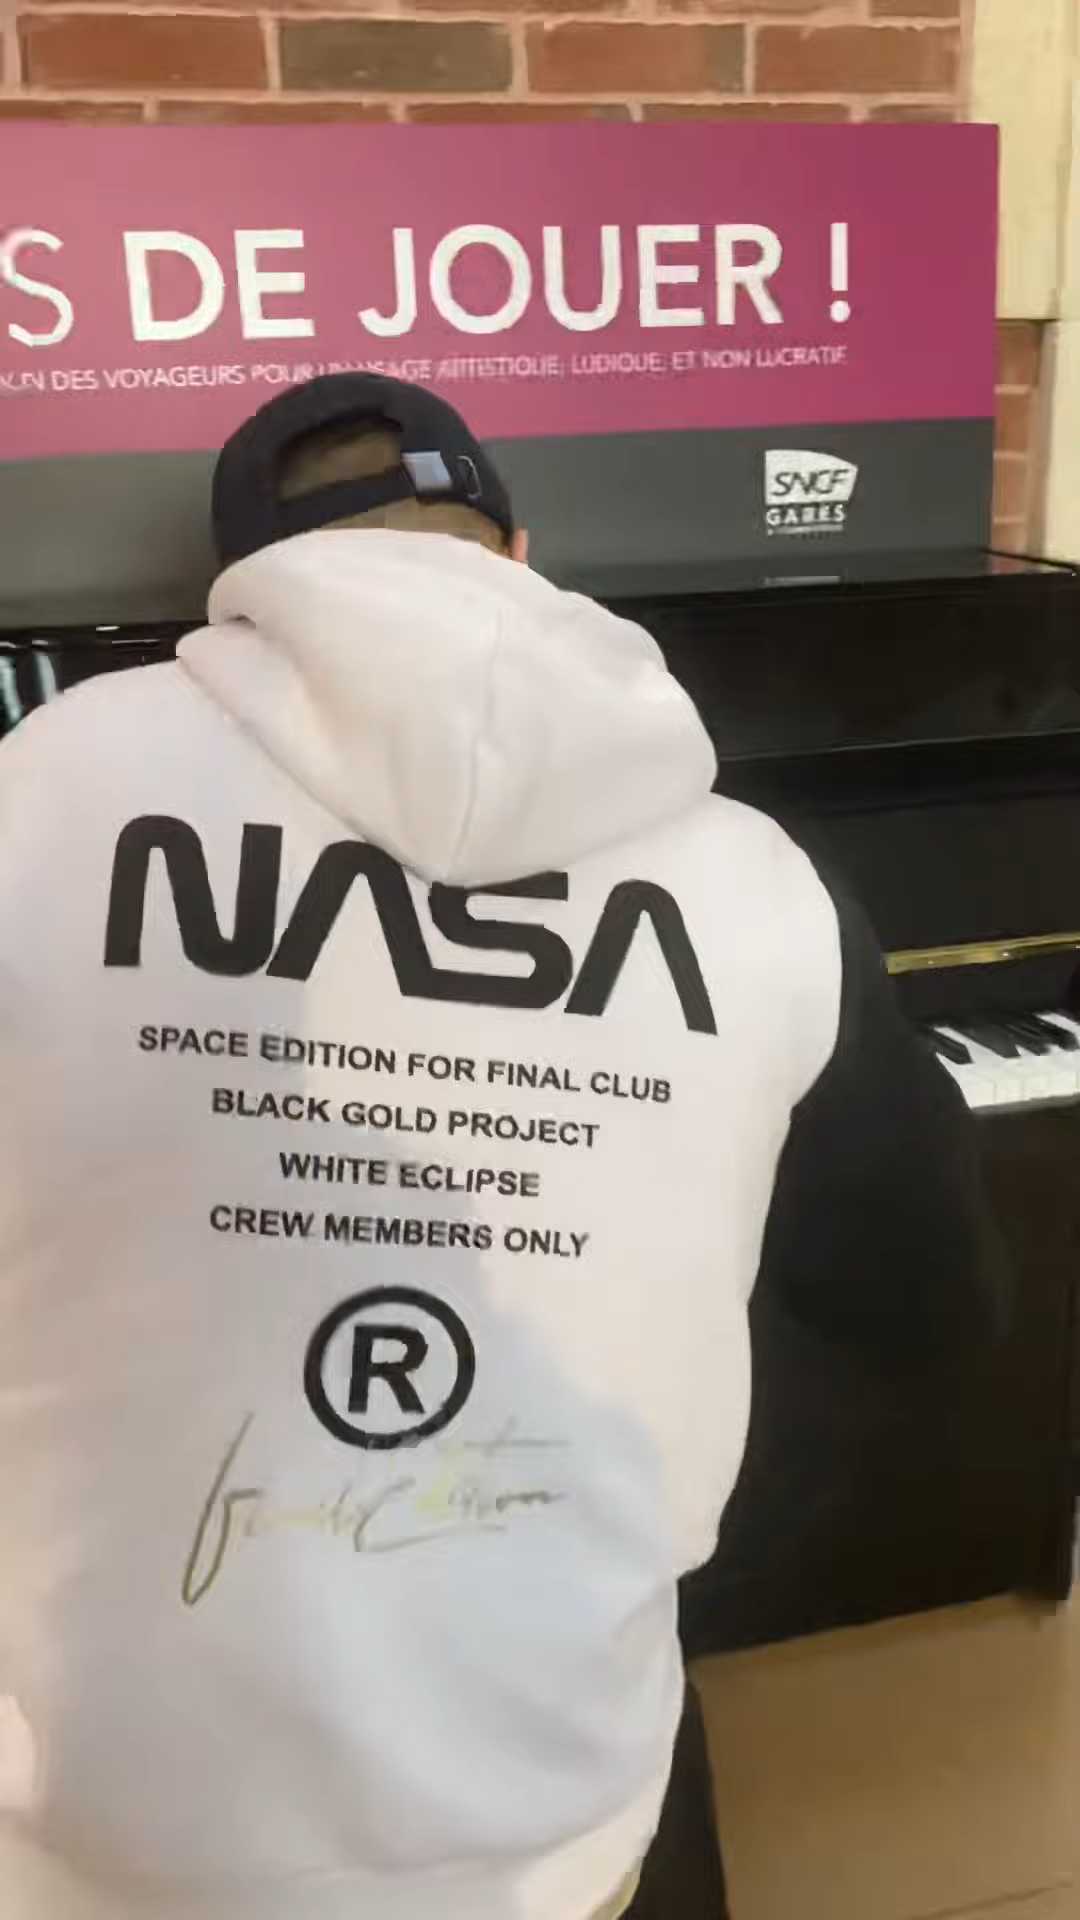 S DE JOUER !
DES VOYAGEURS POUR UN USAGE ARTISTIQUE, LUDIQUE, ET NON LUCRATIF
SNCF
GARES
NASA
SPACE EDITION FOR FINAL CLUB
BLACK GOLD PROJECT
WHITE ECLIPSE
CREW MEMBERS ONLY
®